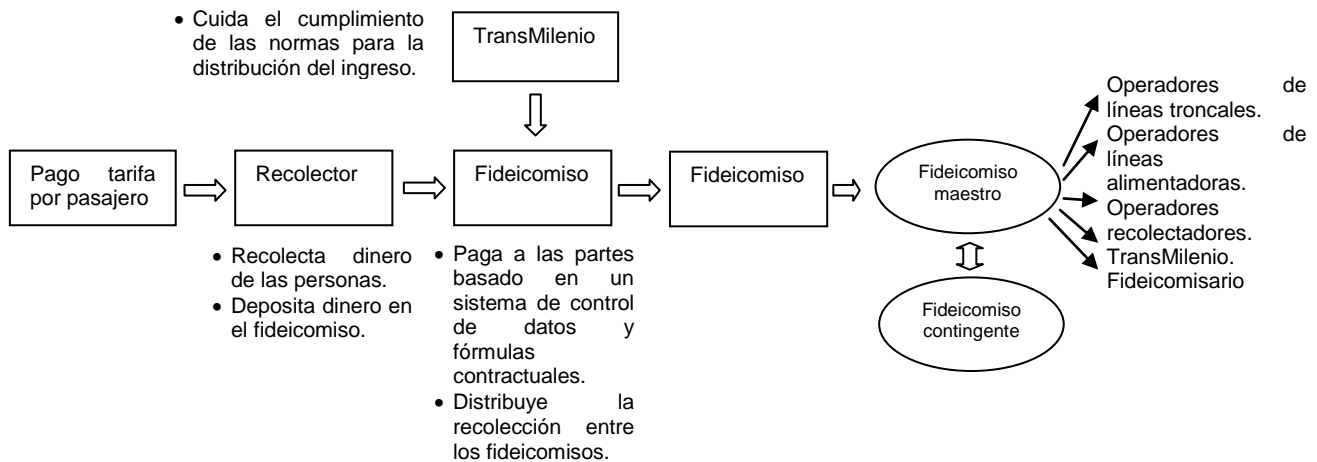 • Cuida el cumplimiento
de las normas para la
distribución del ingreso.
TransMilenio
Pago tarifa
por pasajero
Recolector
• Recolecta dinero
de las personas.
• Deposita dinero en
el fideicomiso.
Fideicomiso
• Paga a las partes
basado en un
sistema de control
de datos y
fórmulas
contractuales.
• Distribuye la
recolección entre
los fideicomisos.
Fideicomiso
Fideicomiso
maestro
Fideicomiso
contingente
Operadores de
líneas troncales.
Operadores de
líneas
alimentadoras.
Operadores
recolectadores.
TransMilenio.
Fideicomisario